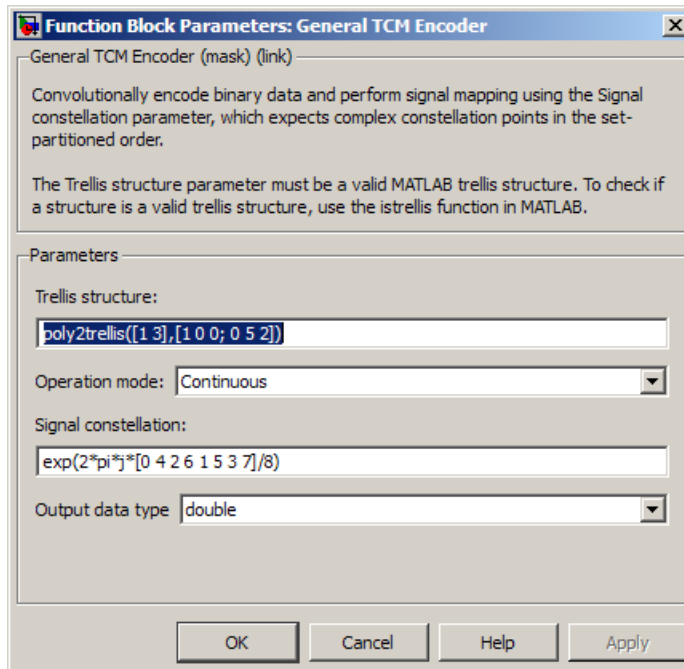 Function Block Parameters: General TCM Encoder
General TCM Encoder (mask) (link)
Convolutionally encode binary data and perform signal mapping using the Signal
constellation parameter, which expects complex constellation points in the set-
partitioned order.
The Trellis structure parameter must be a valid MATLAB trellis structure. To check if
a structure is a valid trellis structure, use the istrellis function in MATLAB.
Parameters
Trellis structure:
poly2trellis([1 3],[1 0 0; 0 5 2])
Operation mode: Continuous
Signal constellation:
exp(2*pi*j*[0 4 2 6 1 5 3 7]/8)
Output data type double
OK Cancel Help Apply